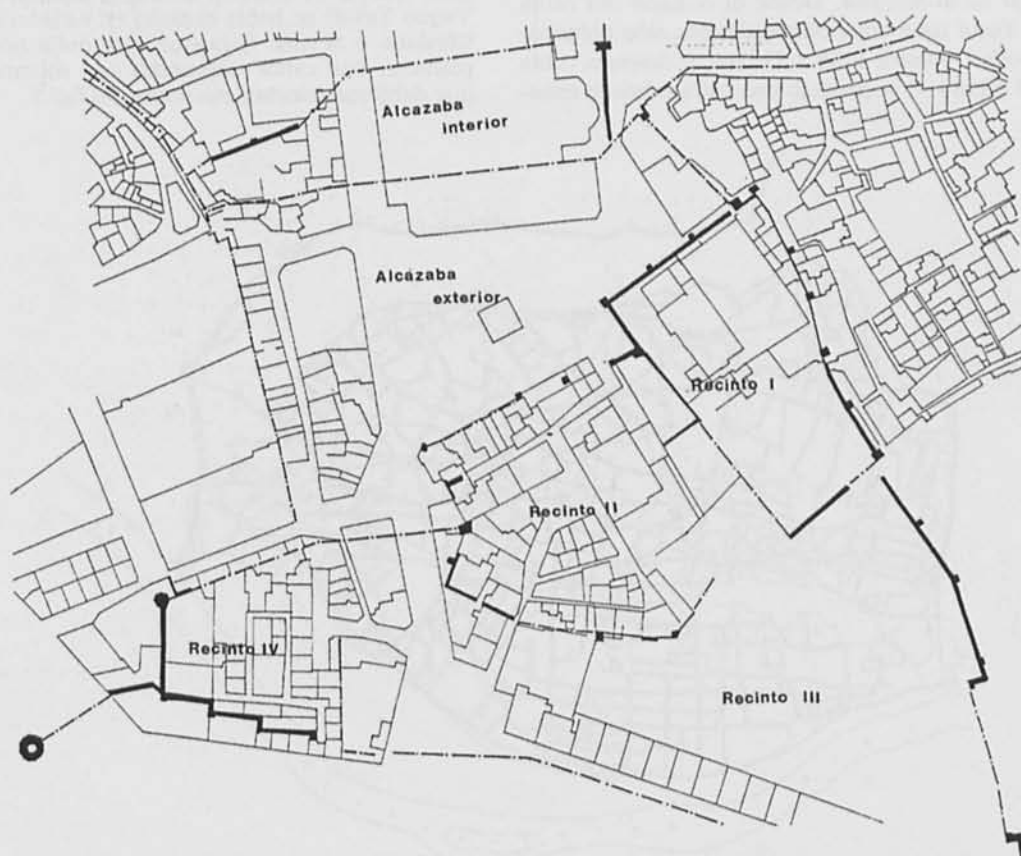 Alcazaba
interior
Alcazaba
exterior
Recinto I
Recinto II
Recinto IV
Recinto III